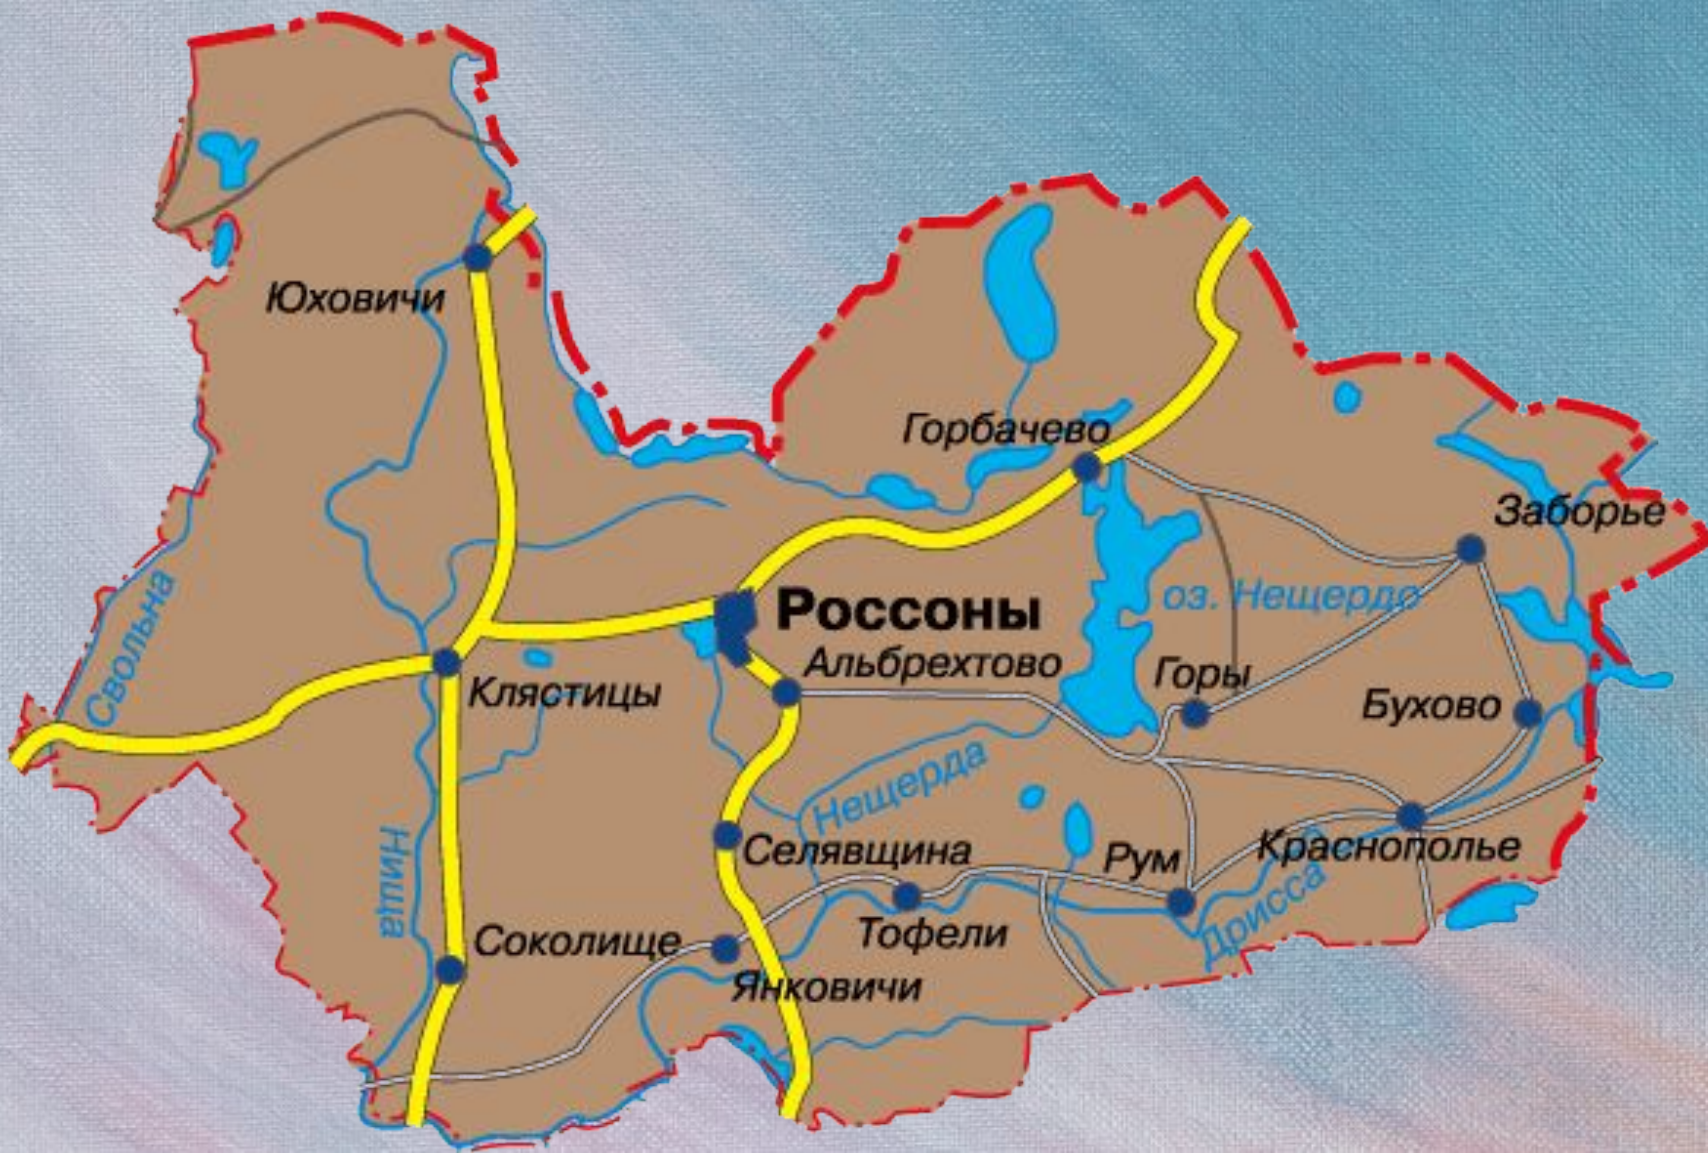 Юховичи
Горбачево
Заборье
Россоны
оз. Нещердо
Альбрехтово
Горы
Свольна
Клястицы
Бухово
Нещерда
Нища
Селявщина
Рум
Краснополье
Дрисса
Соколище
Тофели
Янковичи